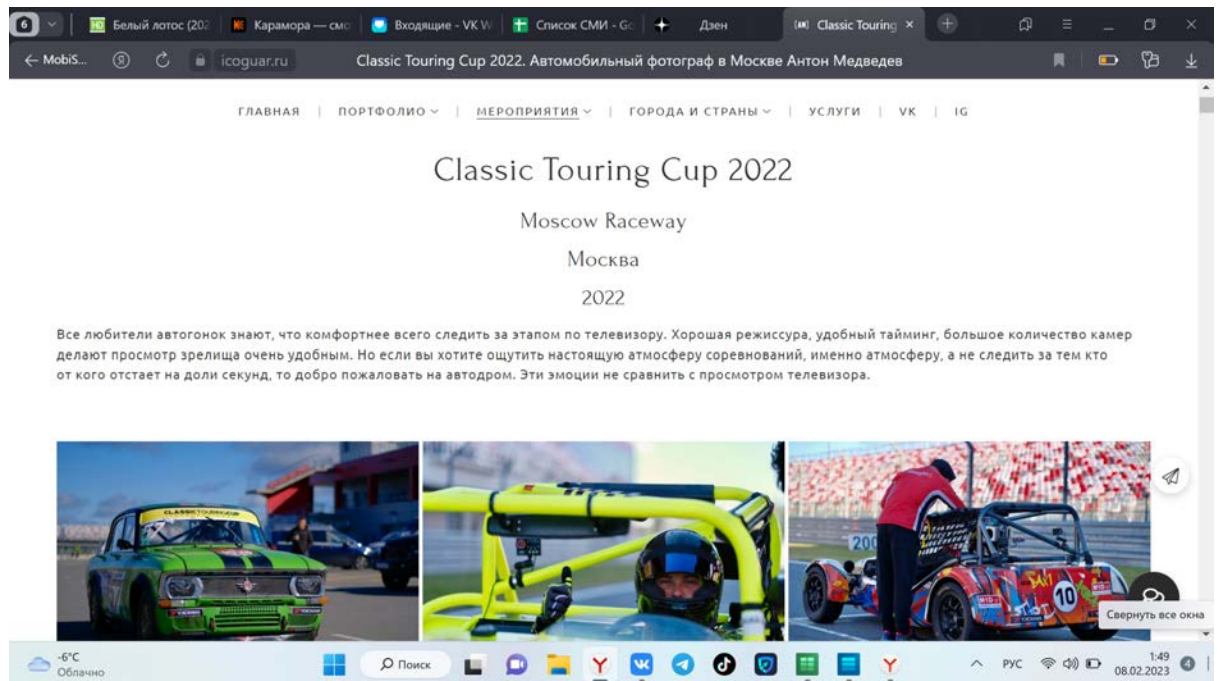 6
Белый лотос (202
Карамора — смо
Входящие - VK W
Список СМИ - Go
Дзен
Classic Touring
← MobiS...
icoguar.ru
Classic Touring Cup 2022. Автомобильный фотограф в Москве Антон Медведев
ГЛАВНАЯ | ПОРТФОЛИО | МЕРОПРИЯТИЯ | ГОРОДА И СТРАНЫ | УСЛУГИ | VK | IG
Classic Touring Cup 2022
Moscow Raceway
Москва
2022
Все любители автогонок знают, что комфортнее всего следить за этапом по телевизору. Хорошая режиссура, удобный тайминг, большое количество камер
делают просмотр зрелища очень удобным. Но если вы хотите ощутить настоящую атмосферу соревнований, именно атмосферу, а не следить за тем кто
от кого отстает на доли секунд, то добро пожаловать на автодром. Эти эмоции не сравнить с просмотром телевизора.
CLASSICTOURINGCUP
200
10
Свернуть все окна
-6°C
Облачно
Поиск
РУС
1:49
08.02.2023
4